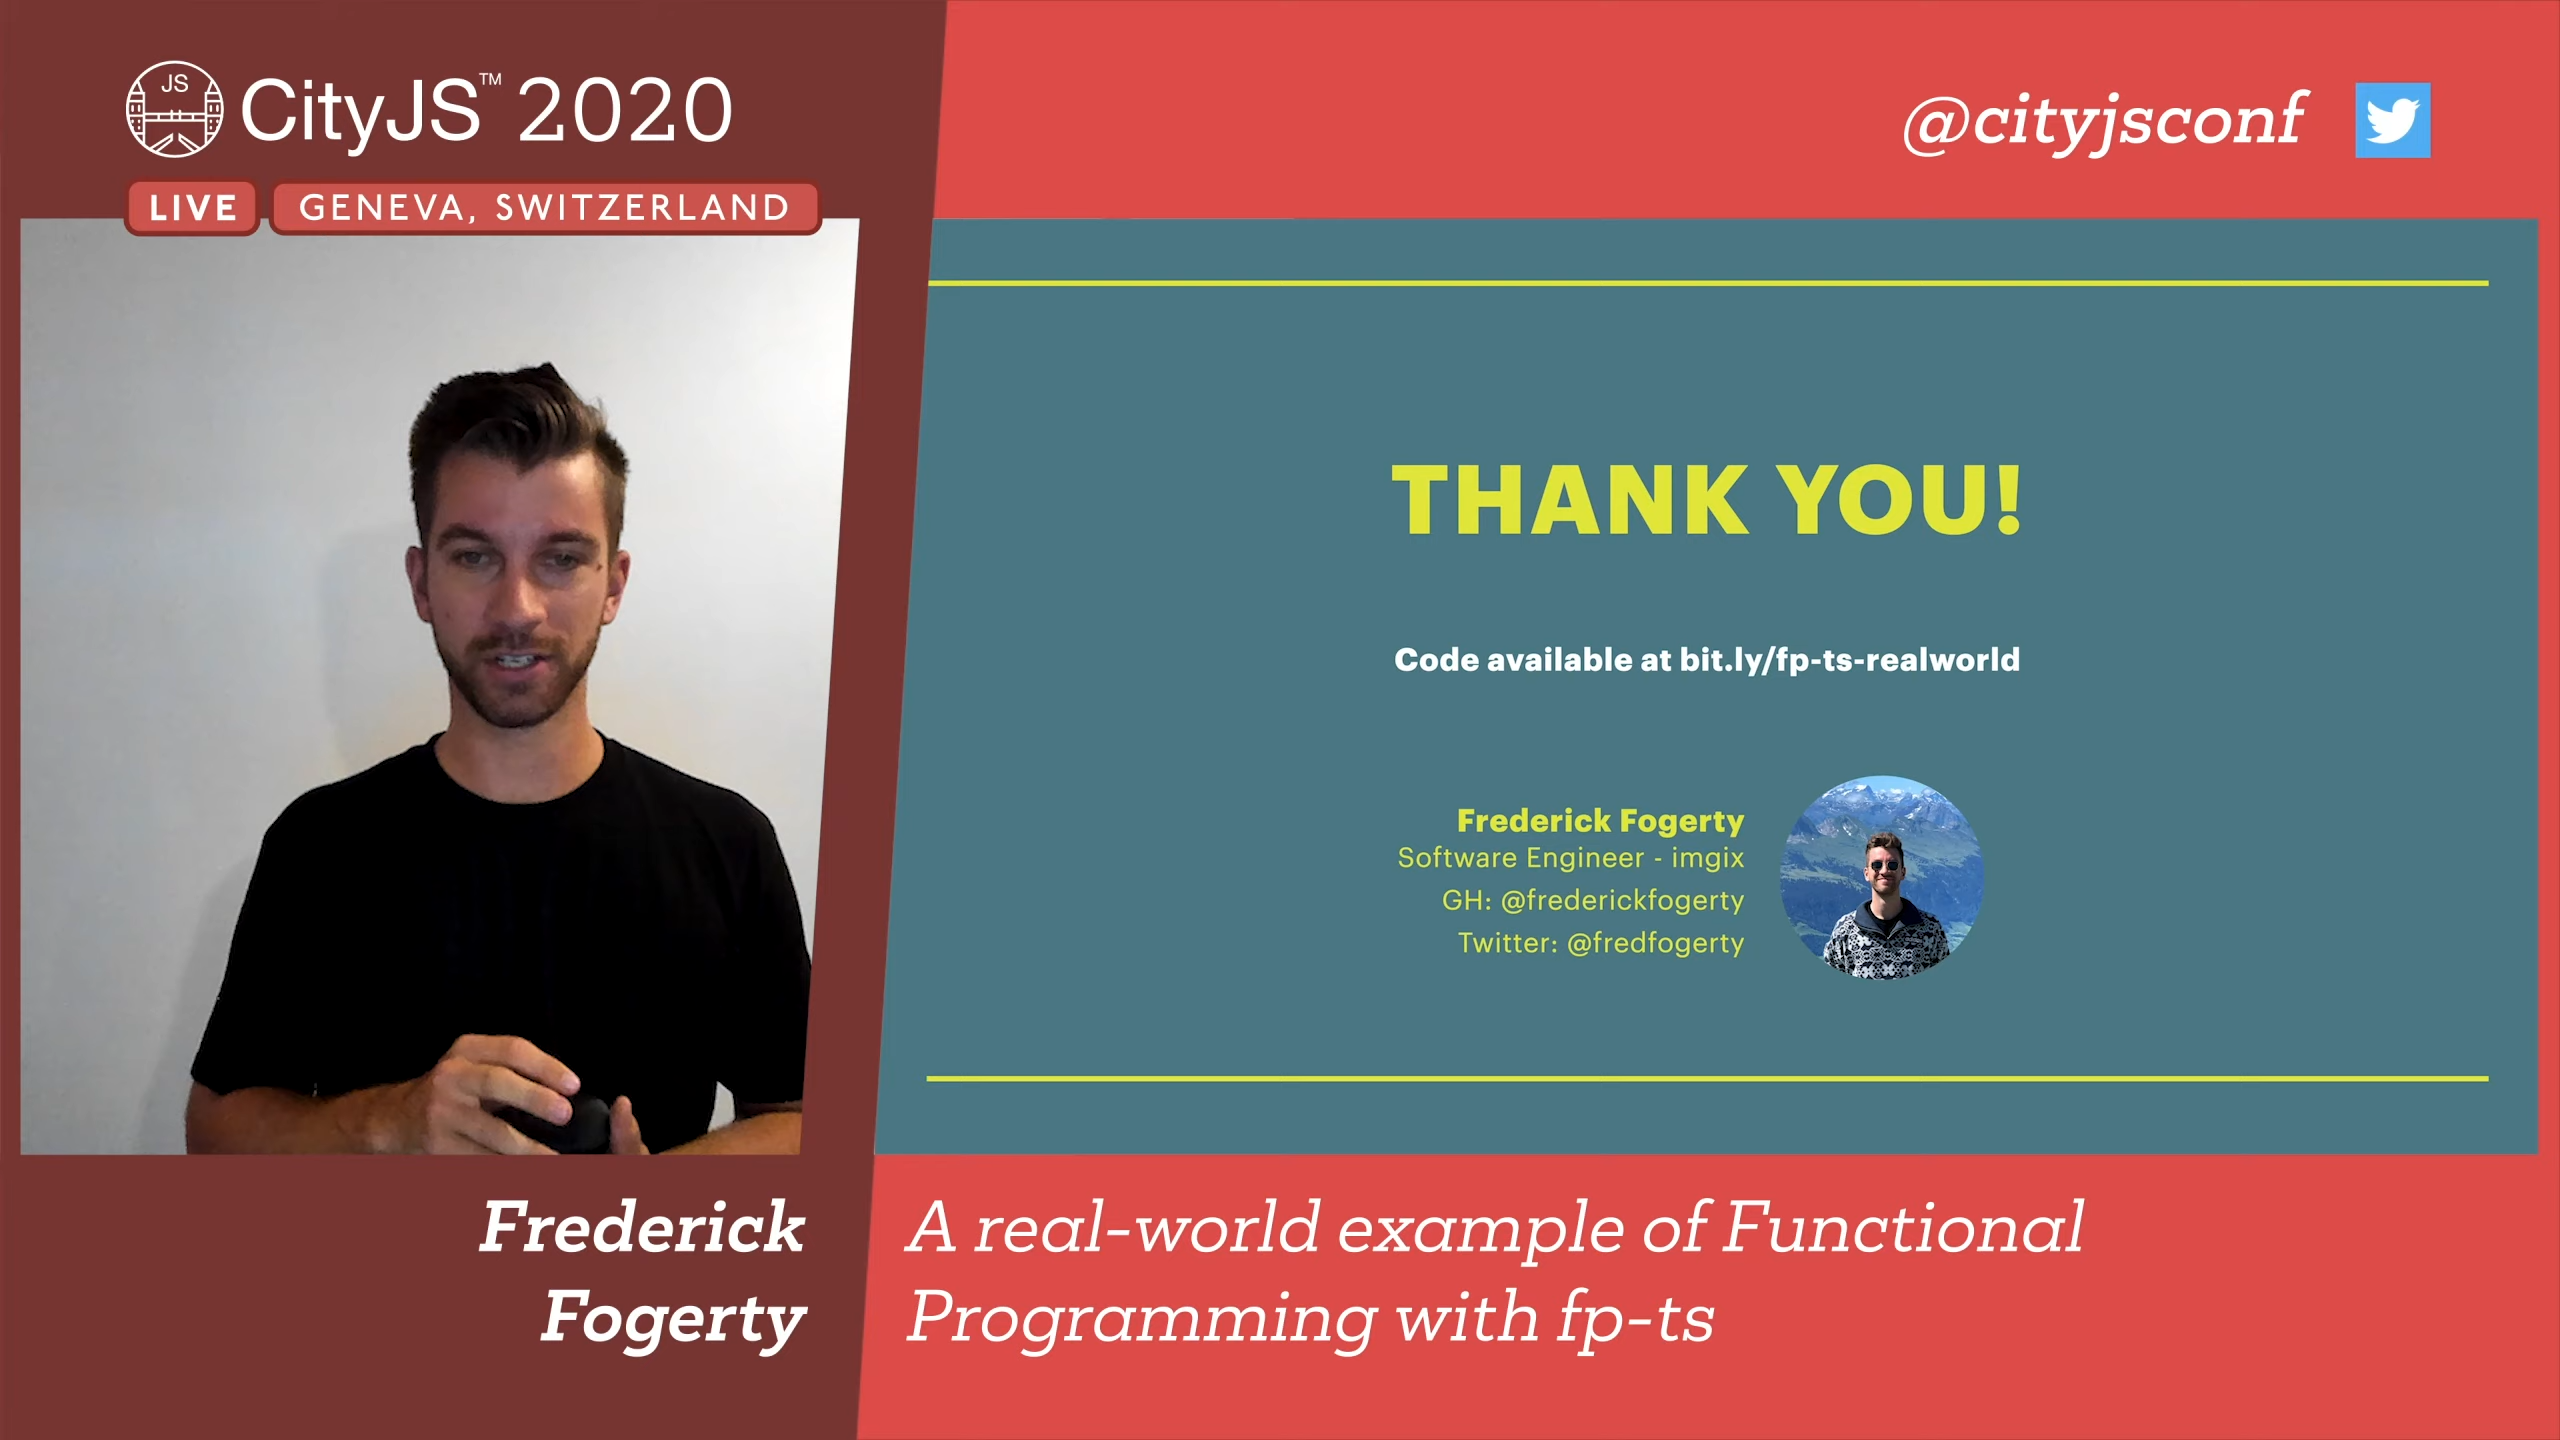 JS
CityJS™ 2020
@cityjsconf
LIVE
GENEVA, SWITZERLAND
THANK YOU!
Code available at bit.ly/fp-ts-realworld
Frederick Fogerty
Software Engineer - imgix
GH: @frederickfogerty
Twitter: @fredfogerty
Frederick
Fogerty
A real-world example of Functional
Programming with fp-ts